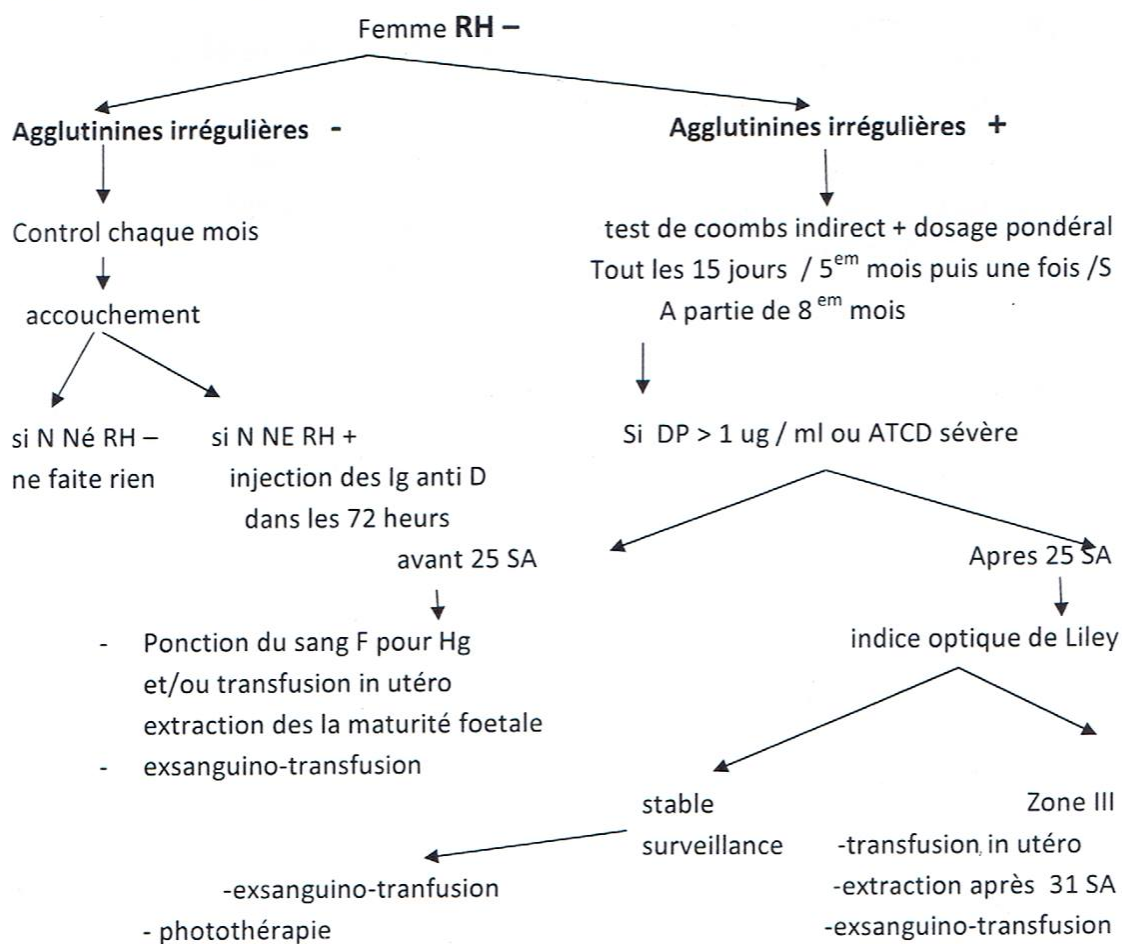 Femme RH –
Agglutinines irrégulières -
Agglutinines irrégulières +
Control chaque mois
accouchement
si N Né RH –
ne faite rien
si N NE RH +
injection des Ig anti D
dans les 72 heurs
test de coombs indirect + dosage pondéral
Tout les 15 jours / 5em mois puis une fois /S
A partie de 8 em mois
Si DP > 1 ug / ml ou ATCD sévère
avant 25 SA
- Ponction du sang F pour Hg
et/ou transfusion in utéro
extraction des la maturité foetale
- exsanguino-transfusion
Apres 25 SA
indice optique de Liley
stable
surveillance
-exsanguino-tranfusion
- photothérapie
Zone III
-transfusion in utéro
-extraction après 31 SA
-exsanguino-transfusion